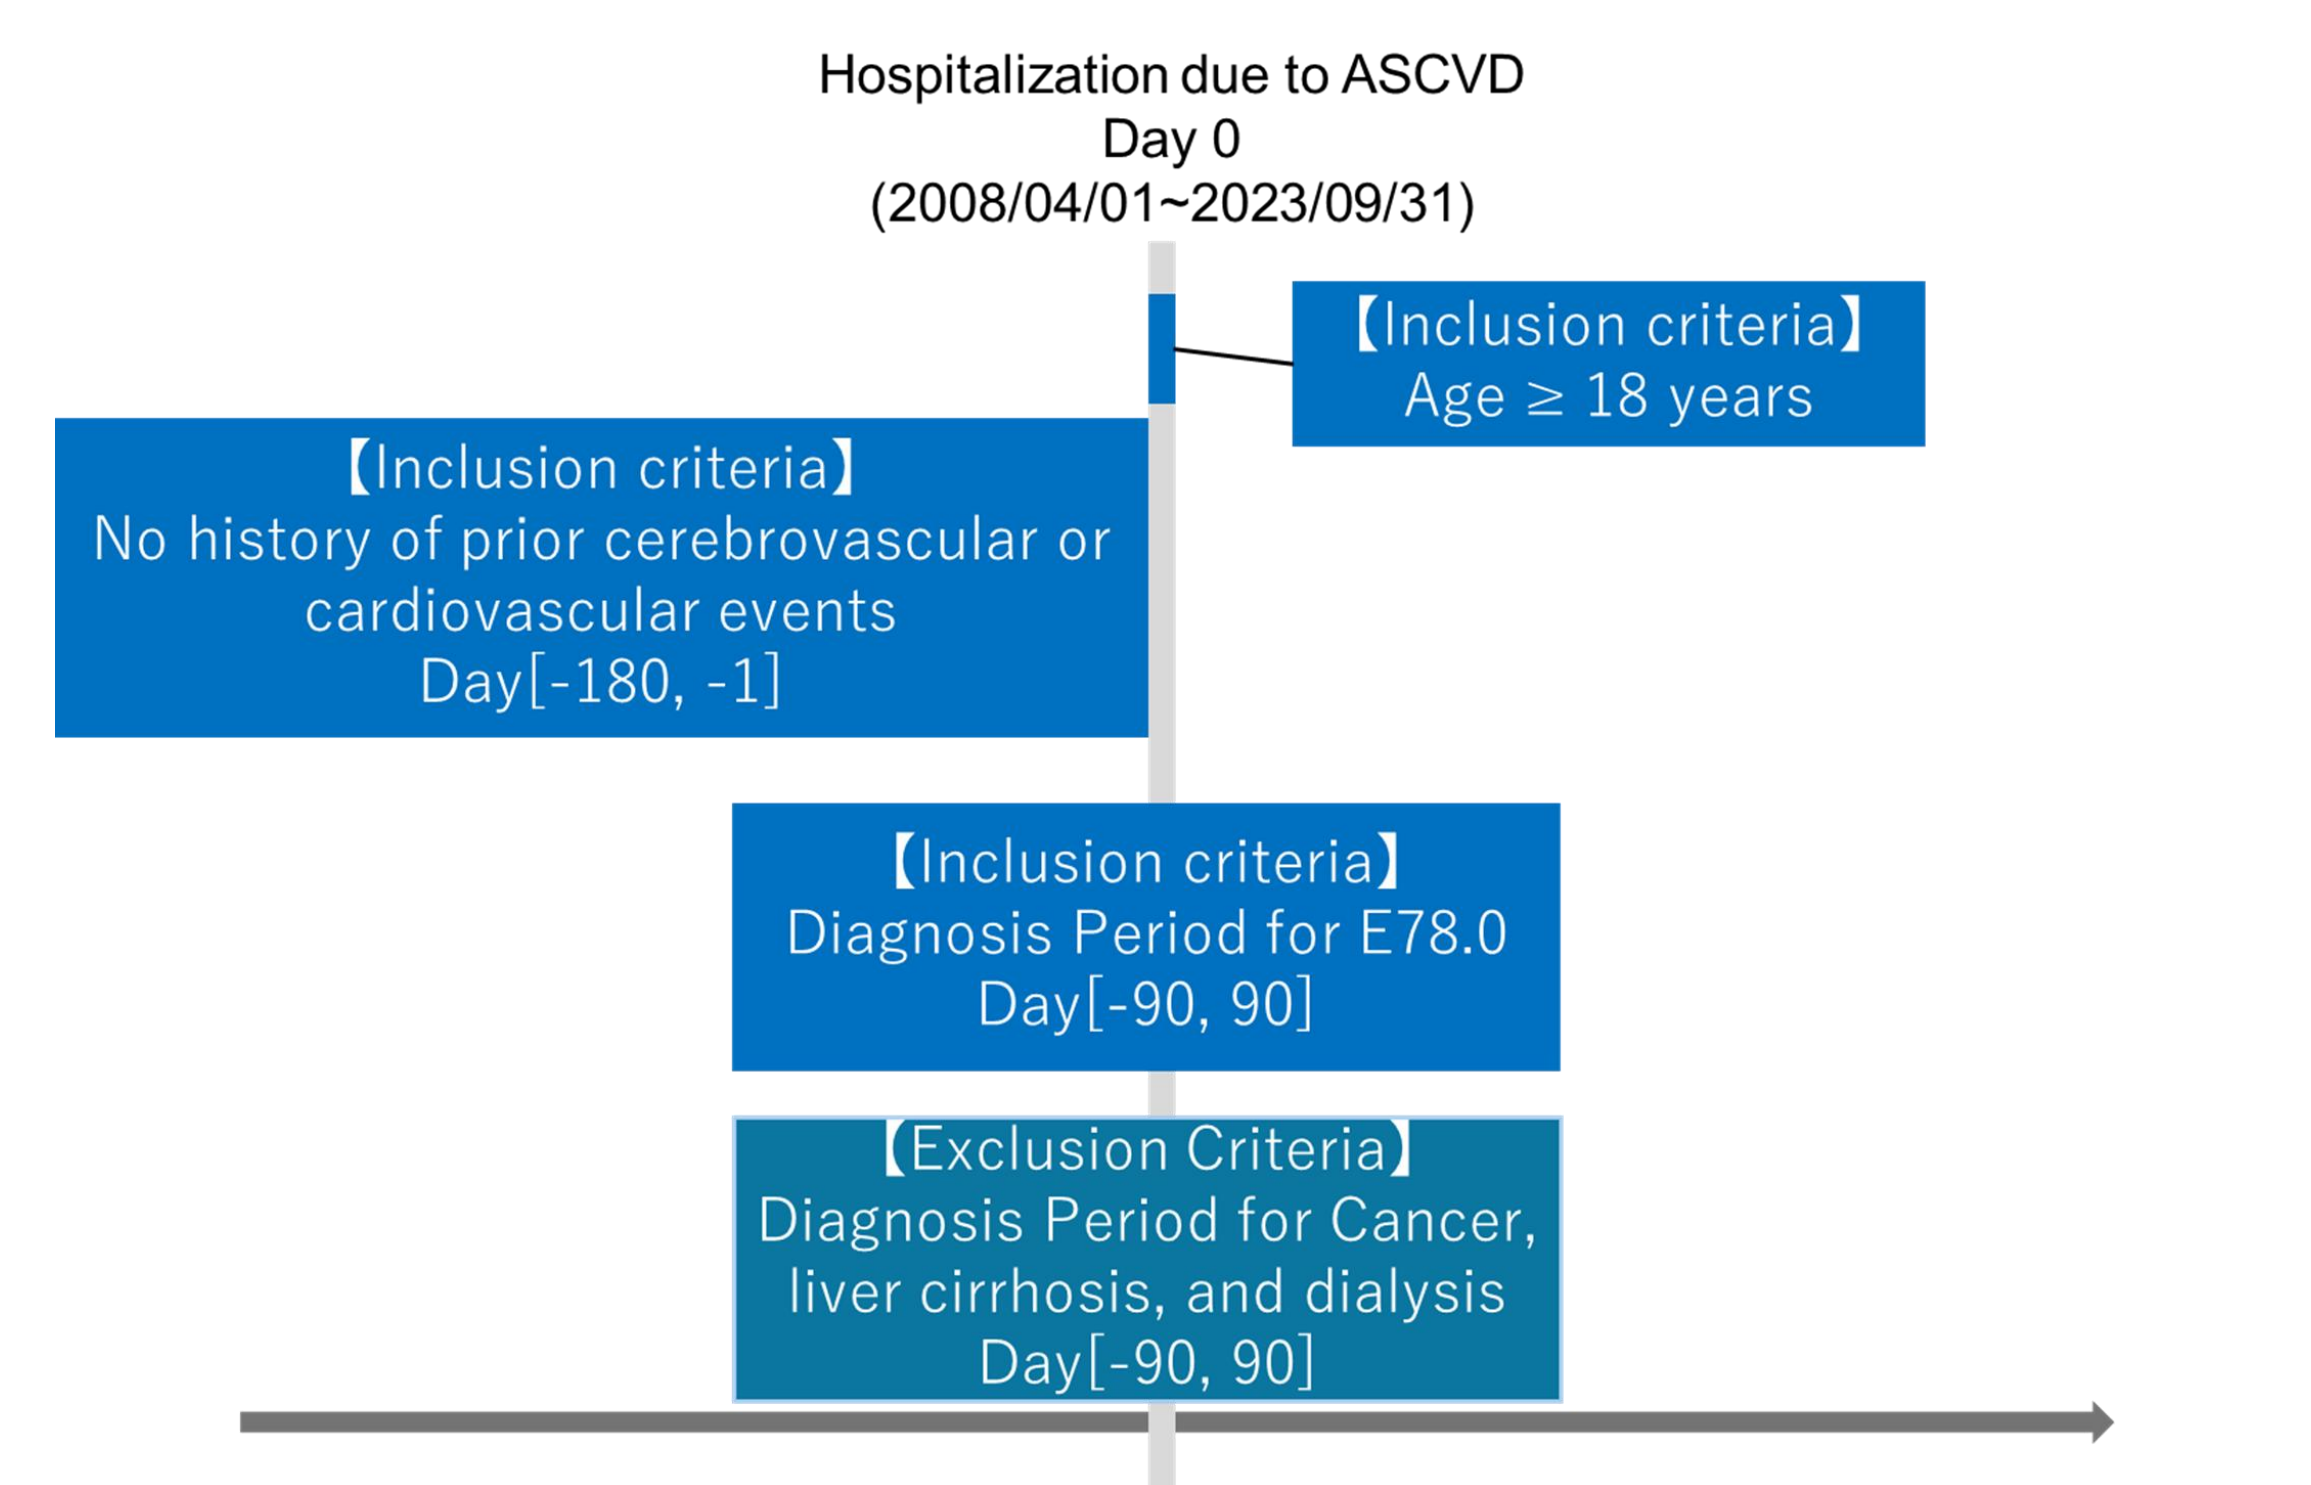 Hospitalization due to ASCVD
Day 0
(2008/04/01~2023/09/31)
【Inclusion criteria】
Age ≥ 18 years
【Inclusion criteria】
No history of prior cerebrovascular or
cardiovascular events
Day[-180, -1]
【Inclusion criteria】
Diagnosis Period for E78.0
Day[-90, 90]
【Exclusion Criteria】
Diagnosis Period for Cancer,
liver cirrhosis, and dialysis
Day[-90, 90]